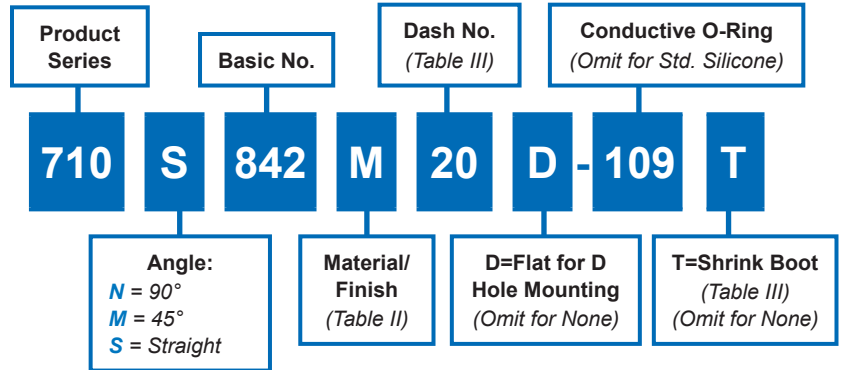 Product
Series
Basic No.
Dash No.
(Table III)
Conductive O-Ring
(Omit for Std. Silicone)
710 S 842 M 20 D - 109 T
Angle:
N = 90°
M = 45°
S = Straight
Material/
Finish
(Table II)
D=Flat for D
Hole Mounting
(Omit for None)
T=Shrink Boot
(Table III)
(Omit for None)